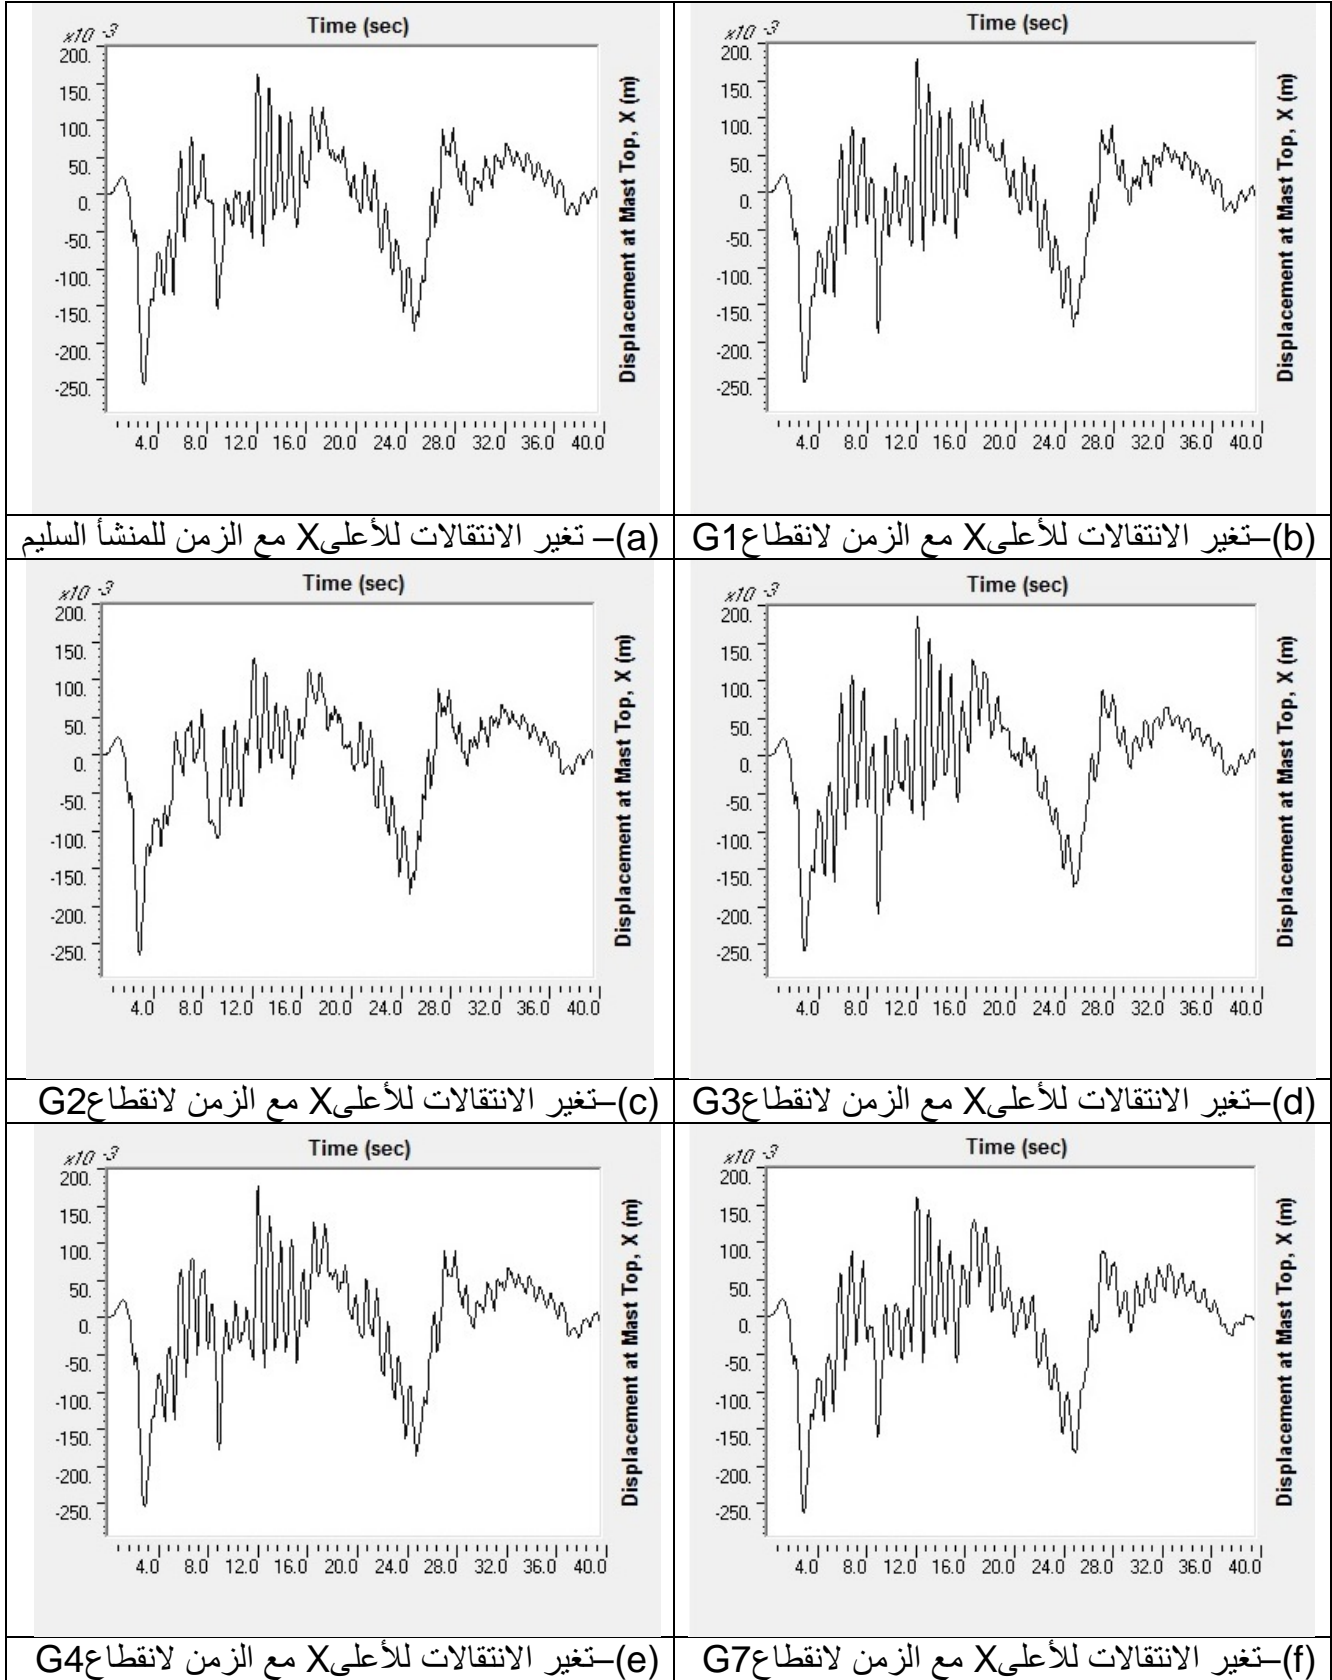 Time (sec)
x10 -3
200.
150.
100.
50.
0.
-50.
-100.
-150.
-200.
-250.
Displacement at Mast Top, X (m)
4.0 8.0 12.0 16.0 20.0 24.0 28.0 32.0 36.0 40.0
(a)– تغير الانتقالات للأعلىX مع الزمن للمنشأ السليم
Time (sec)
x10 -3
200.
150.
100.
50.
0.
-50.
-100.
-150.
-200.
-250.
Displacement at Mast Top, X (m)
4.0 8.0 12.0 16.0 20.0 24.0 28.0 32.0 36.0 40.0
(b)–تغير الانتقالات للأعلىX مع الزمن لانقطاعG1
Time (sec)
x10 -3
200.
150.
100.
50.
0.
-50.
-100.
-150.
-200.
-250.
Displacement at Mast Top, X (m)
4.0 8.0 12.0 16.0 20.0 24.0 28.0 32.0 36.0 40.0
(c)–تغير الانتقالات للأعلىX مع الزمن لانقطاعG2
Time (sec)
x10 -3
200.
150.
100.
50.
0.
-50.
-100.
-150.
-200.
-250.
Displacement at Mast Top, X (m)
4.0 8.0 12.0 16.0 20.0 24.0 28.0 32.0 36.0 40.0
(d)–تغير الانتقالات للأعلىX مع الزمن لانقطاعG3
Time (sec)
x10 -3
200.
150.
100.
50.
0.
-50.
-100.
-150.
-200.
-250.
Displacement at Mast Top, X (m)
4.0 8.0 12.0 16.0 20.0 24.0 28.0 32.0 36.0 40.0
(e)–تغير الانتقالات للأعلىX مع الزمن لانقطاعG4
Time (sec)
x10 -3
200.
150.
100.
50.
0.
-50.
-100.
-150.
-200.
-250.
Displacement at Mast Top, X (m)
4.0 8.0 12.0 16.0 20.0 24.0 28.0 32.0 36.0 40.0
(f)–تغير الانتقالات للأعلىX مع الزمن لانقطاعG7